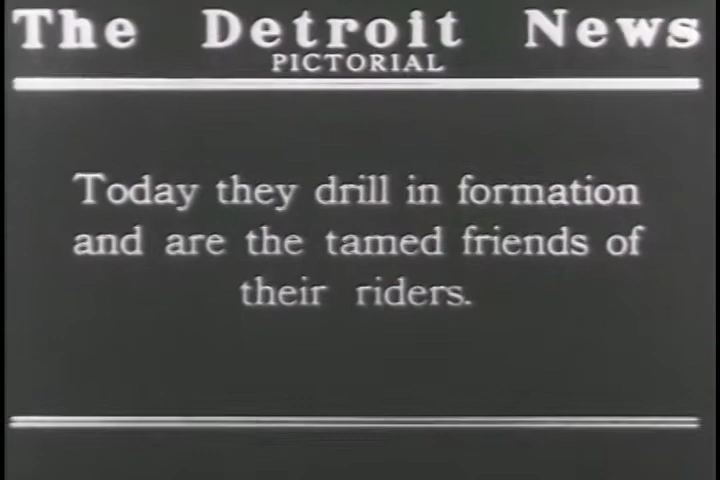 The Detroit News
PICTORIAL
Today they drill in formation
and are the tamed friends of
their riders.